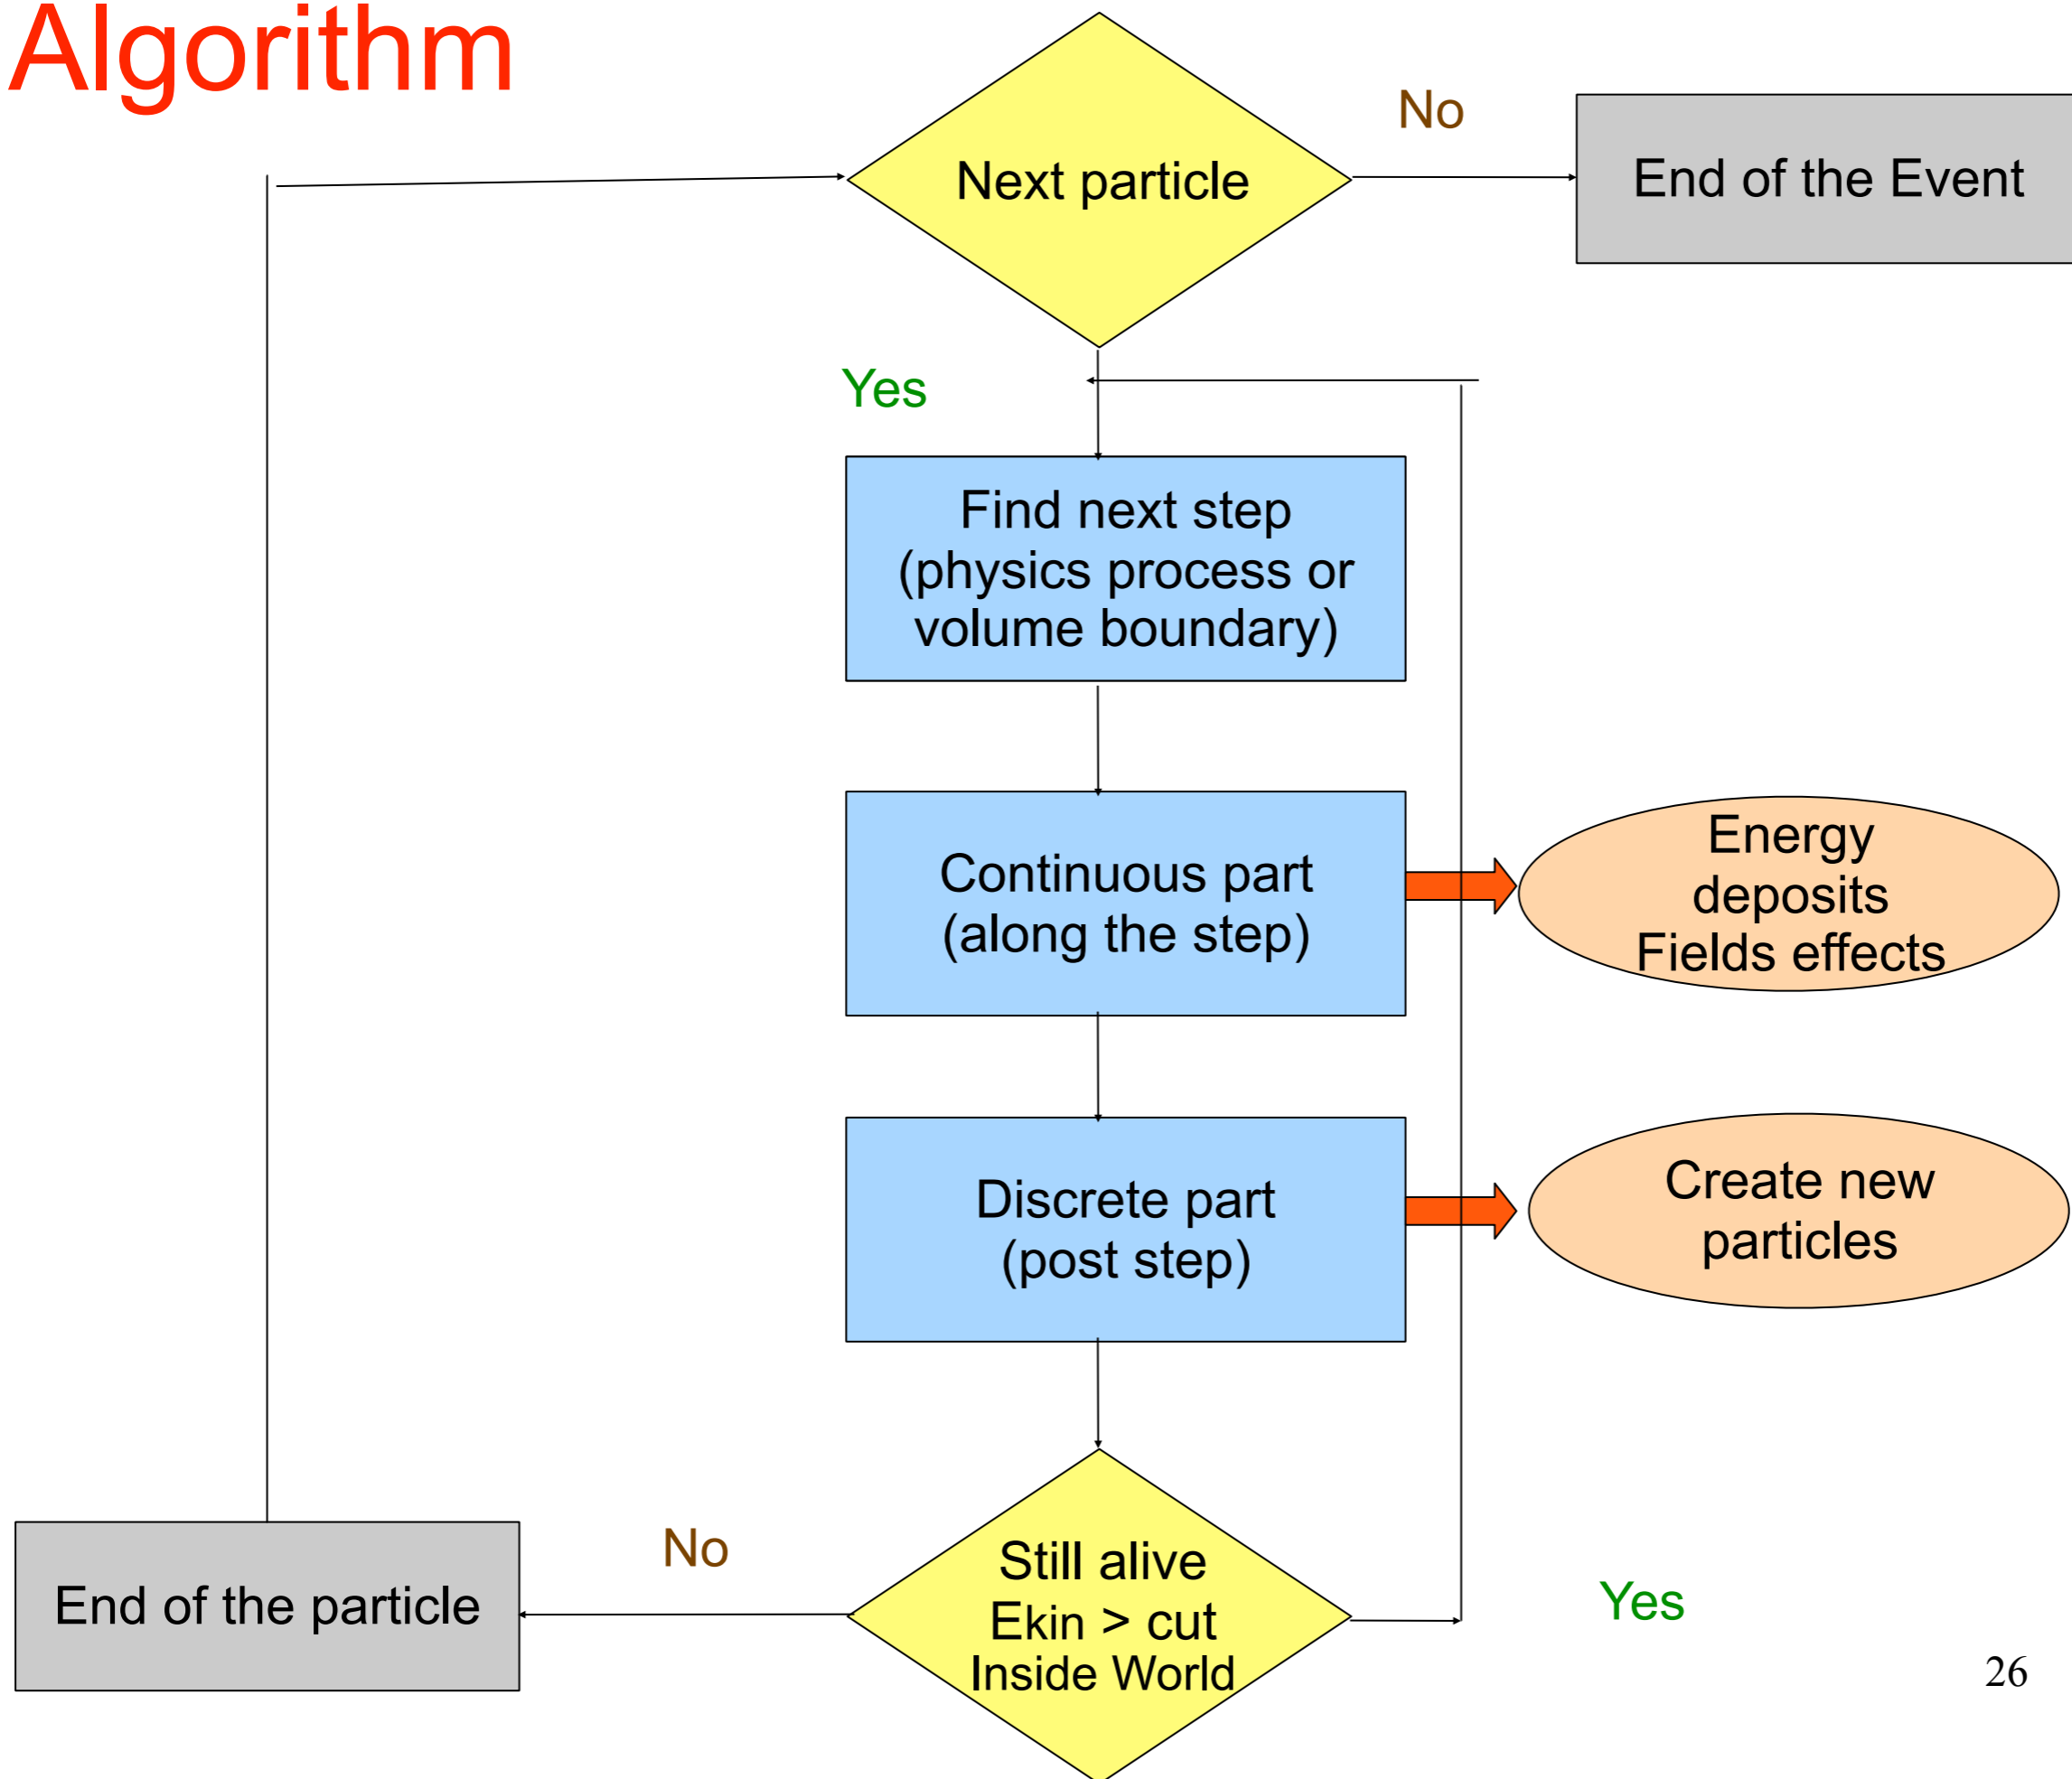 Algorithm
No
Next particle
End of the Event
Yes
Find next step
(physics process or
volume boundary)
Continuous part
(along the step)
Energy
deposits
Fields effects
Discrete part
(post step)
Create new
particles
No
Still alive
Ekin > cut
Inside World
End of the particle
Yes
26